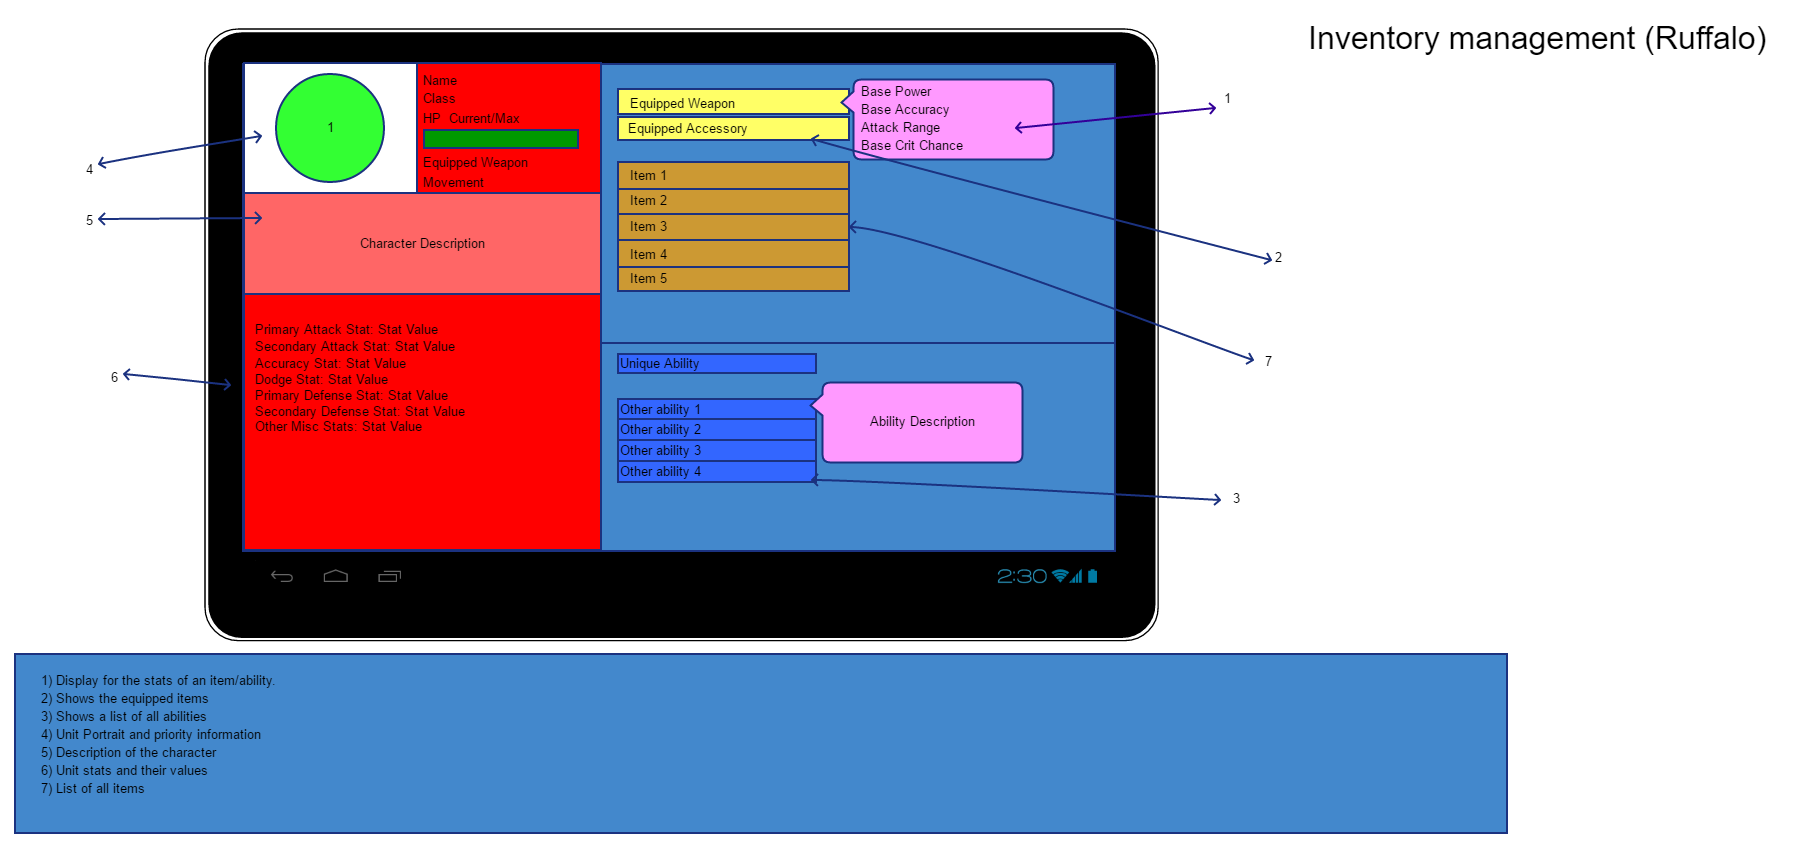 Inventory management (Ruffalo)
1
Name
Class
HP Current/Max
Equipped Weapon
Movement
Character Description
Primary Attack Stat: Stat Value
Secondary Attack Stat: Stat Value
Accuracy Stat: Stat Value
Dodge Stat: Stat Value
Primary Defense Stat: Stat Value
Secondary Defense Stat: Stat Value
Other Misc Stats: Stat Value
Equipped Weapon
Equipped Accessory
Base Power
Base Accuracy
Attack Range
Base Crit Chance
Item 1
Item 2
Item 3
Item 4
Item 5
Unique Ability
Other ability 1
Other ability 2
Other ability 3
Other ability 4
Ability Description
4
5
6
1
2
7
3
2:30
1) Display for the stats of an item/ability.
2) Shows the equipped items
3) Shows a list of all abilities
4) Unit Portrait and priority information
5) Description of the character
6) Unit stats and their values
7) List of all items